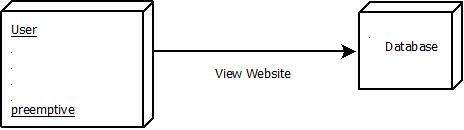 User
.
.
.
.
preemptive
View Website
.
Database